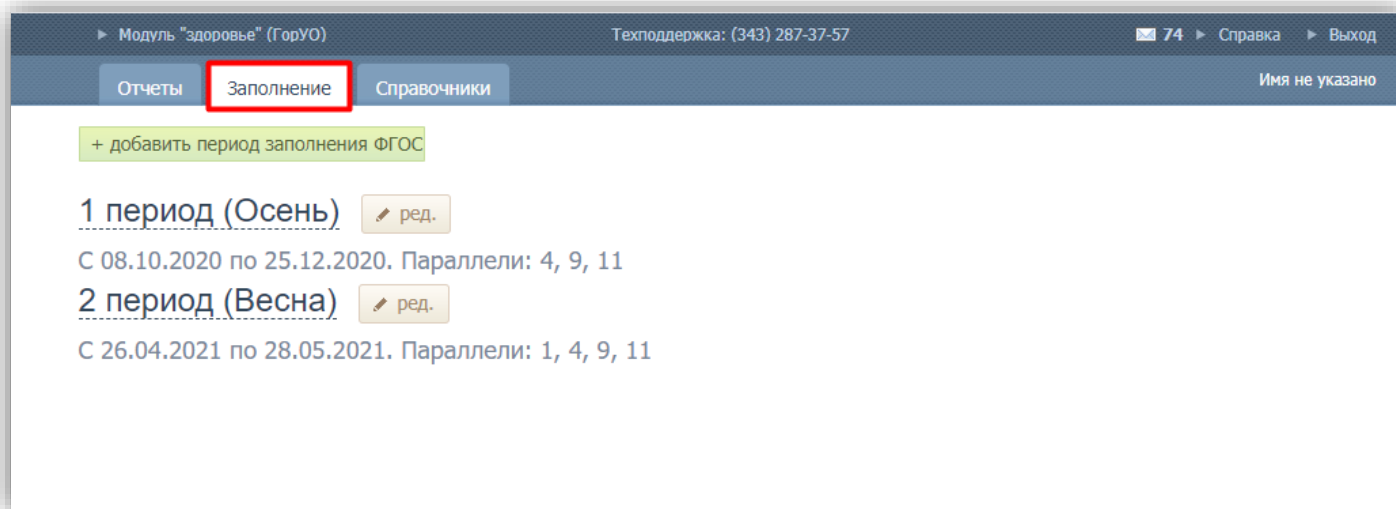 Модуль "здоровье" (ГорУО) Техподдержка: (343) 287-37-57 74 Справка Выход
Отчеты Заполнение Справочники Имя не указано
+ добавить период заполнения ФГОС
1 период (Осень) ред.
С 08.10.2020 по 25.12.2020. Параллели: 4, 9, 11
2 период (Весна) ред.
С 26.04.2021 по 28.05.2021. Параллели: 1, 4, 9, 11